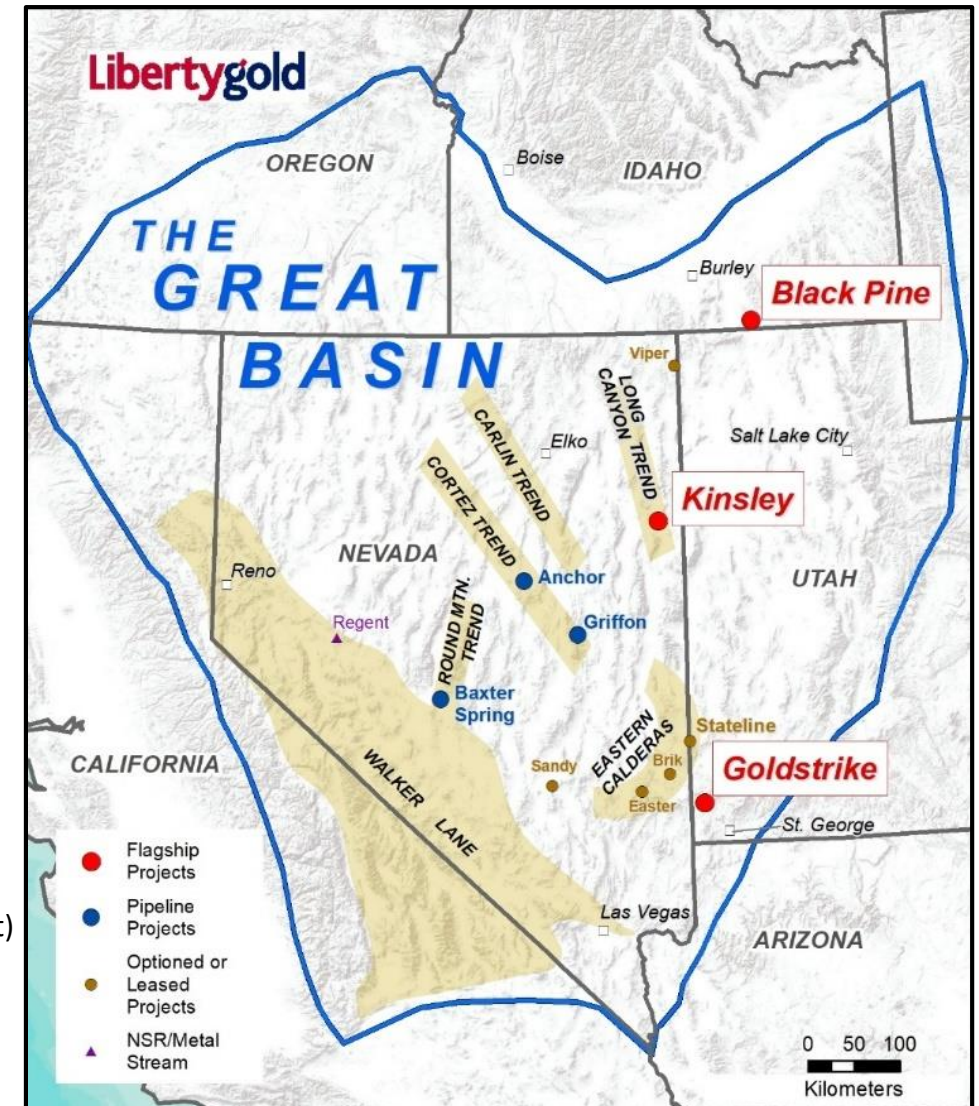 Libertygold
OREGON
Boise
IDAHO
THE
GREAT
BASIN
Burley
Black Pine
Viper
LONG
CANYON TREND
CARLIN TREND
Elko
Salt Lake City
CORTEZ TREND
Kinsley
NEVADA
Anchor
UTAH
Reno
Regent
ROUND MTN.
TREND
Griffon
Baxter
Spring
EASTERN
CALDERAS
Stateline
CALIFORNIA
WALKER
LANE
Sandy
Brik
Easter
Goldstrike
St. George
Flagship
Projects
Pipeline
Projects
t)
Optioned or
Leased
Projects
NSR/Metal
Stream
Las Vegas
ARIZONA
0 50 100
Kilometers